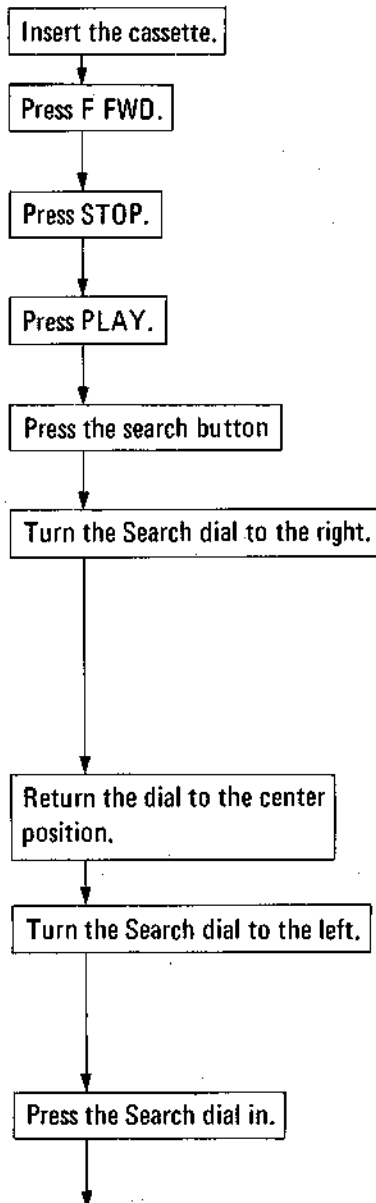 Insert the cassette.
Press F FWD.
Press STOP.
Press PLAY.
Press the search button
Turn the Search dial to the right.
Return the dial to the center
position.
Turn the Search dial to the left.
Press the Search dial in.